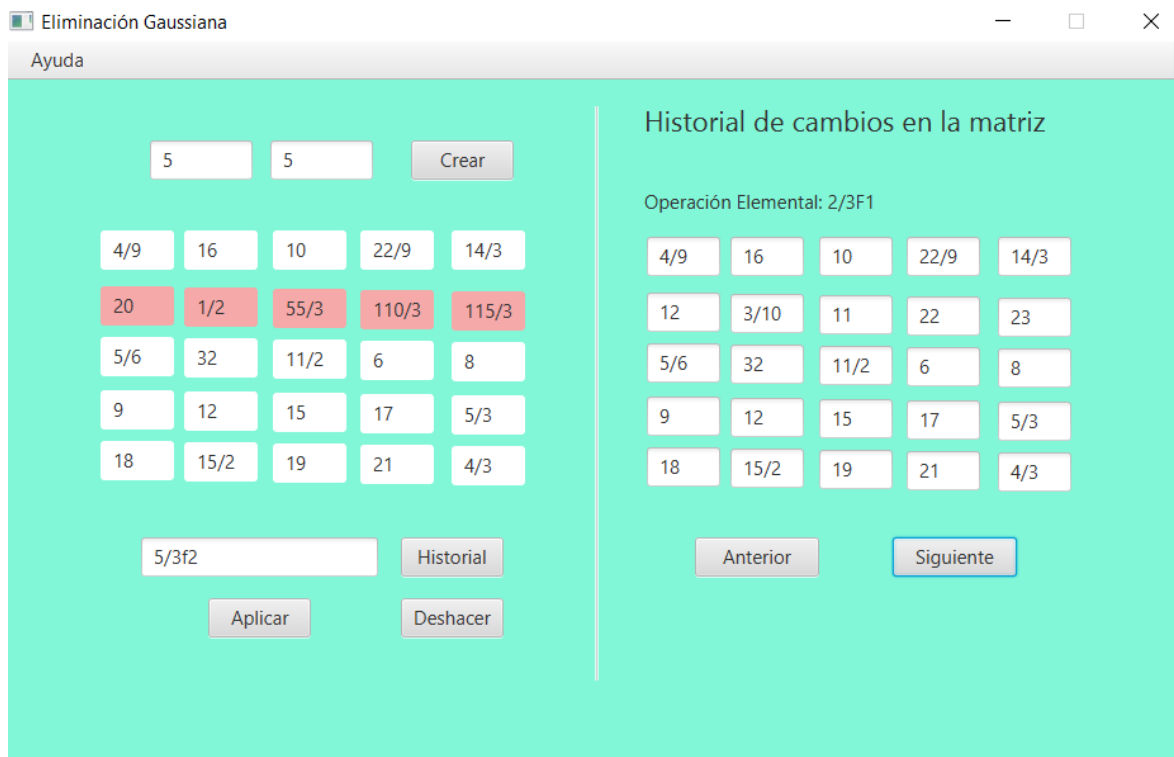 Eliminación Gaussiana
Ayuda
5 5 Crear
4/9 16 10 22/9 14/3
20 1/2 55/3 110/3 115/3
5/6 32 11/2 6 8
9 12 15 17 5/3
18 15/2 19 21 4/3
5/3f2 Historial
Aplicar Deshacer
Historial de cambios en la matriz
Operación Elemental: 2/3F1
4/9 16 10 22/9 14/3
12 3/10 11 22 23
5/6 32 11/2 6 8
9 12 15 17 5/3
18 15/2 19 21 4/3
Anterior Siguiente